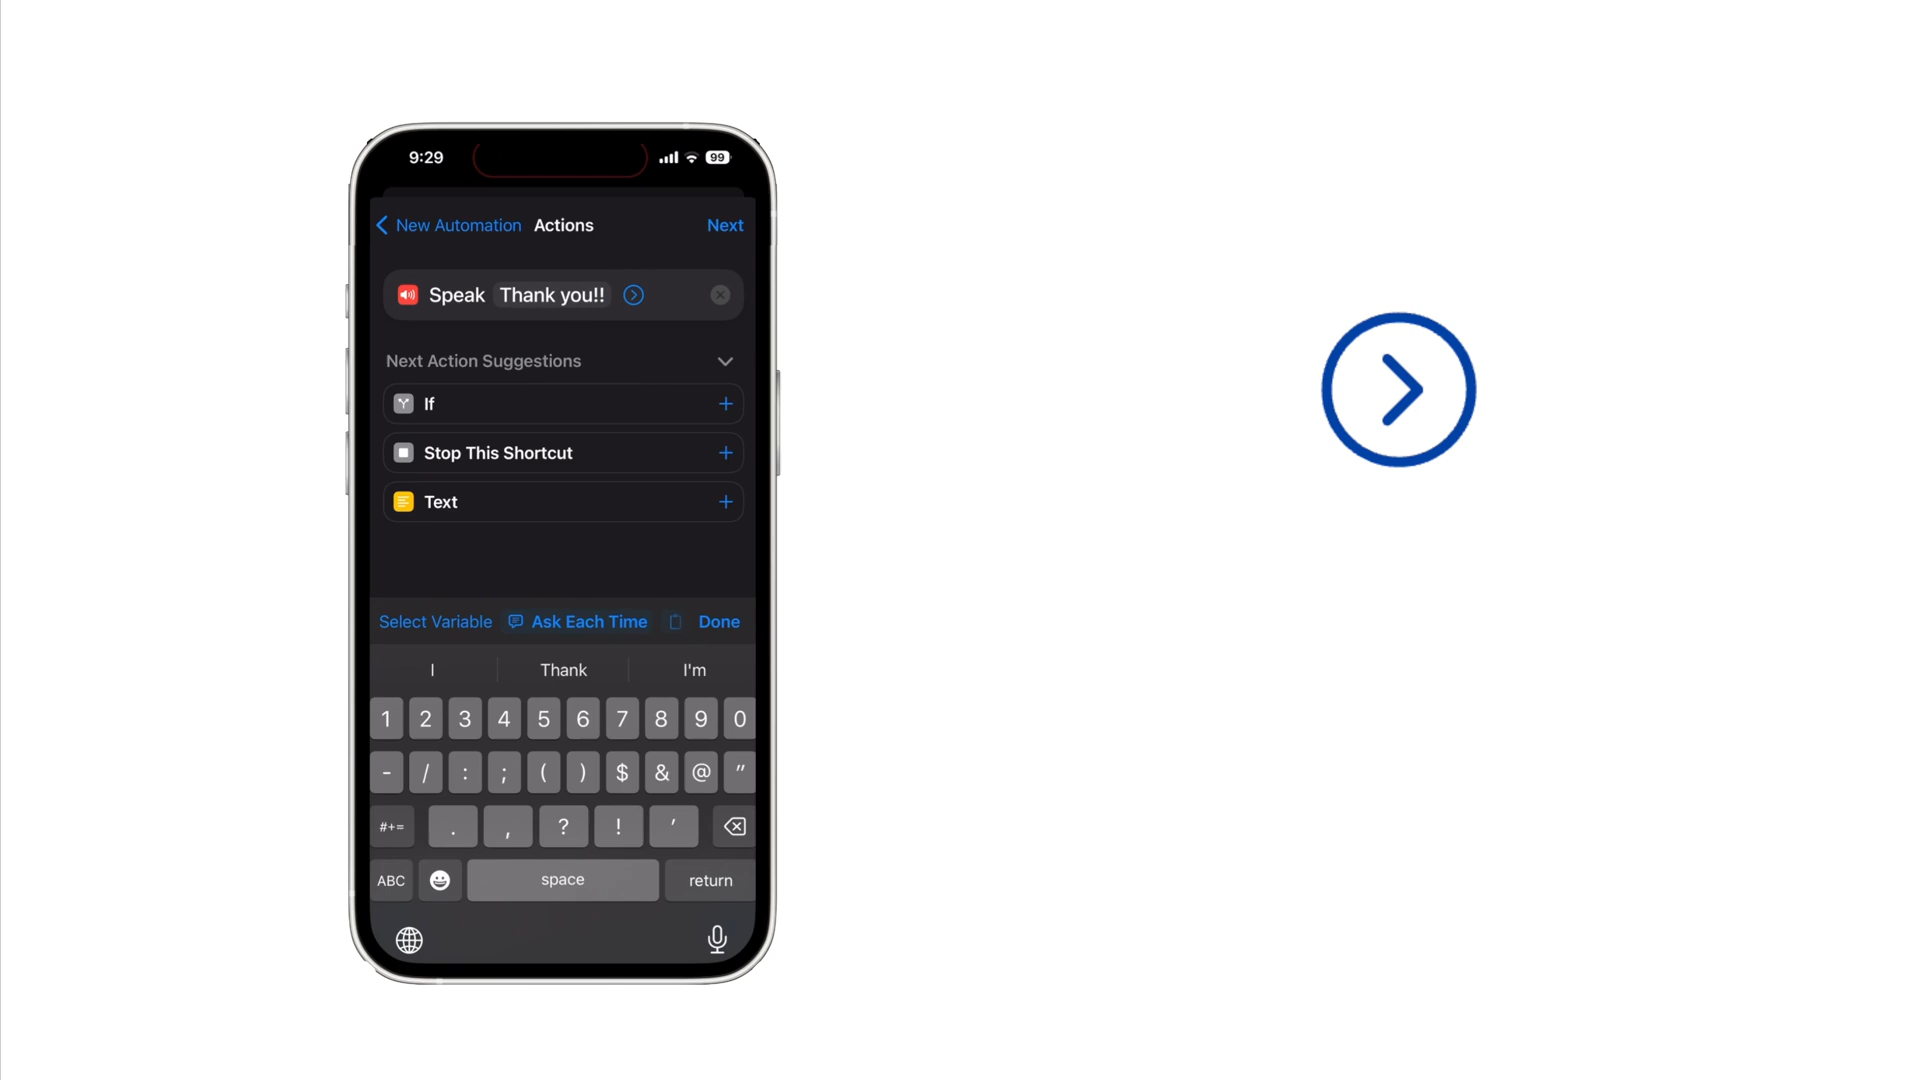 9:29 99
New Automation Actions Next
Speak Thank you!!
Next Action Suggestions
If
Stop This Shortcut
Text
Select Variable Ask Each Time Done
I Thank I'm
1 2 3 4 5 6 7 8 9 0
- / : ; ( ) $ & @ "
#+= . , ? ! '
ABC space return